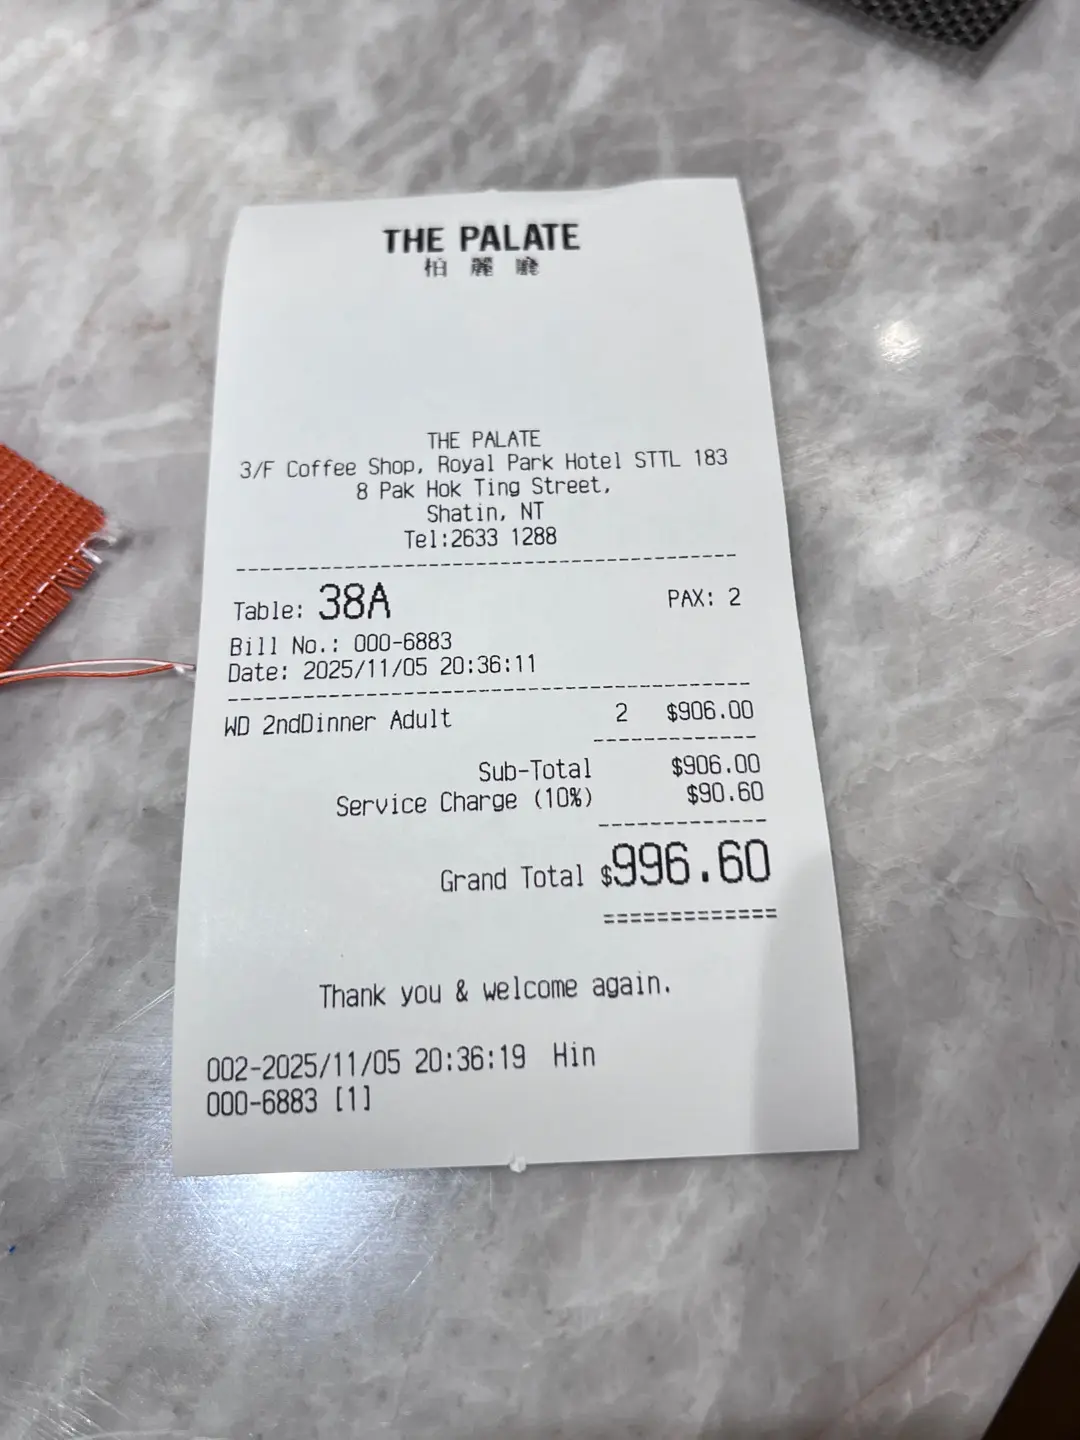 THE PALATE
柏麗廳
THE PALATE
3/F Coffee Shop, Royal Park Hotel STTL 183
8 Pak Hok Ting Street,
Shatin, NT
Tel:2633 1288
Table: 38A PAX: 2
Bill No.: 000-6883
Date: 2025/11/05 20:36:11
WD 2ndDinner Adult 2 $906.00
Sub-Total $906.00
Service Charge (10%) $90.60
Grand Total $996.60
Thank you & welcome again.
002-2025/11/05 20:36:19 Hin
000-6883 [1]